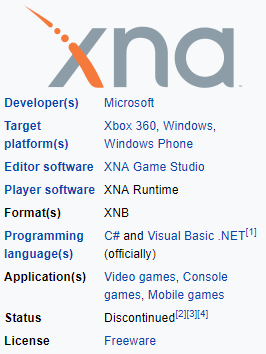 xna
Developer(s) Microsoft
Target Xbox 360, Windows,
platform(s) Windows Phone
Editor software XNA Game Studio
Player software XNA Runtime
Format(s) XNB
Programming C# and Visual Basic .NET[1]
language(s) (officially)
Application(s) Video games, Console
games, Mobile games
Status Discontinued[2][3][4]
License Freeware